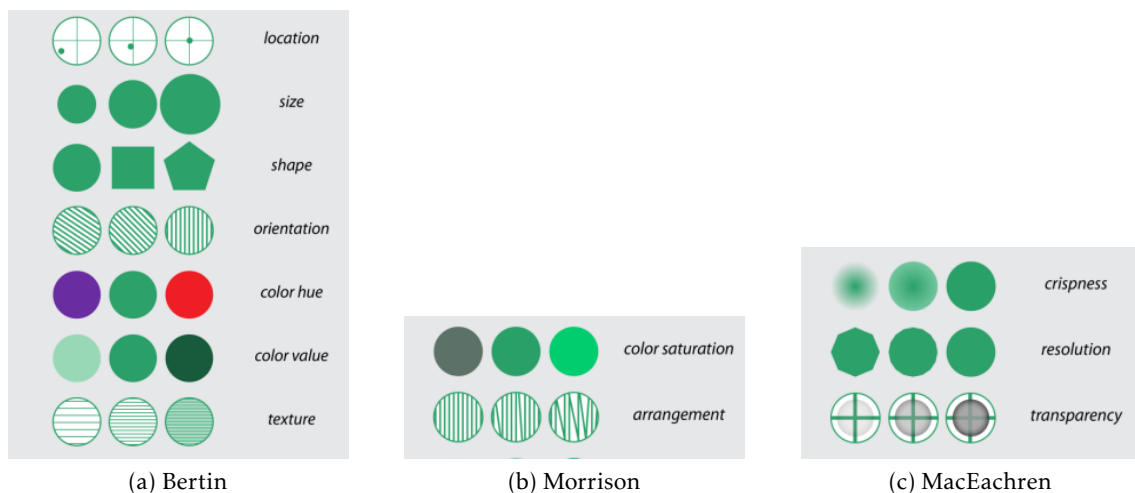 location
size
shape
orientation
color hue
color value
texture
(a) Bertin
color saturation
arrangement
(b) Morrison
crispness
resolution
transparency
(c) MacEachren